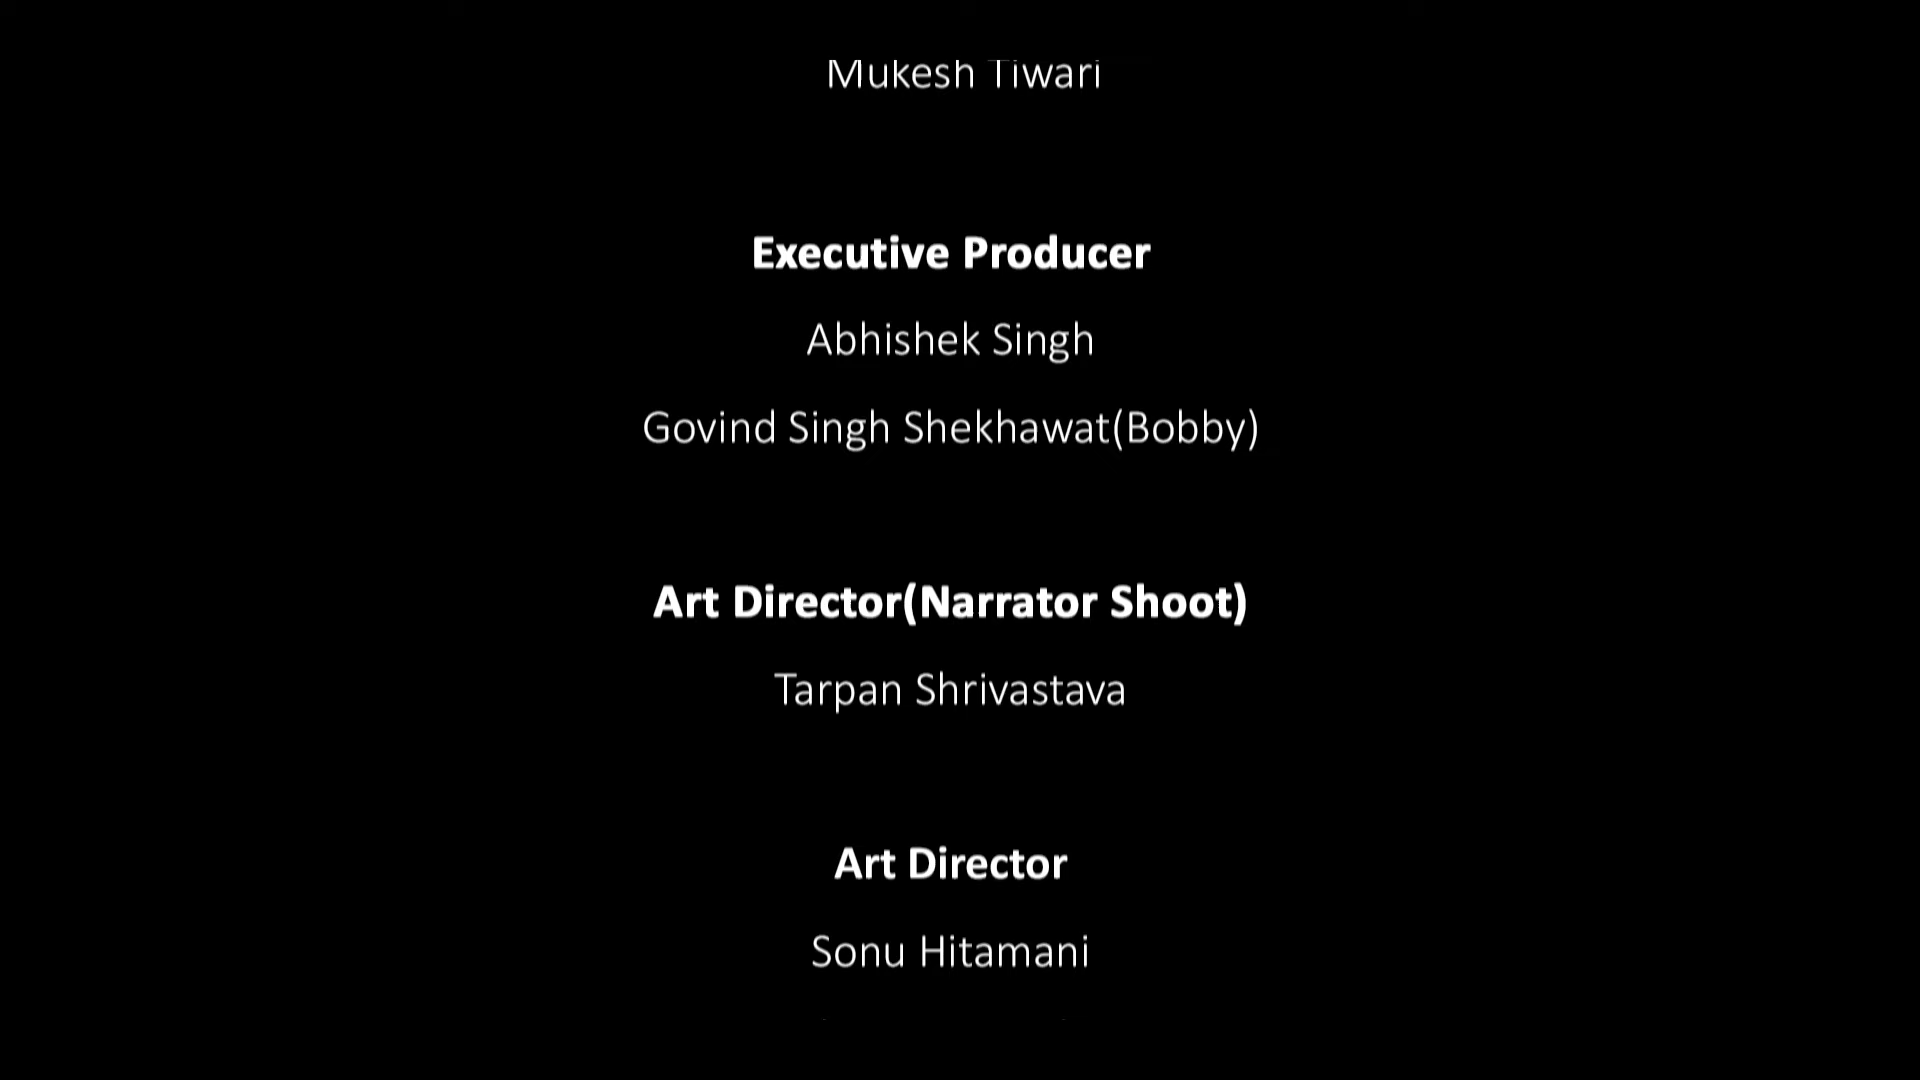 Mukesh Tiwari
Executive Producer
Abhishek Singh
Govind Singh Shekhawat(Bobby)
Art Director(Narrator Shoot)
Tarpan Shrivastava
Art Director
Sonu Hitamani